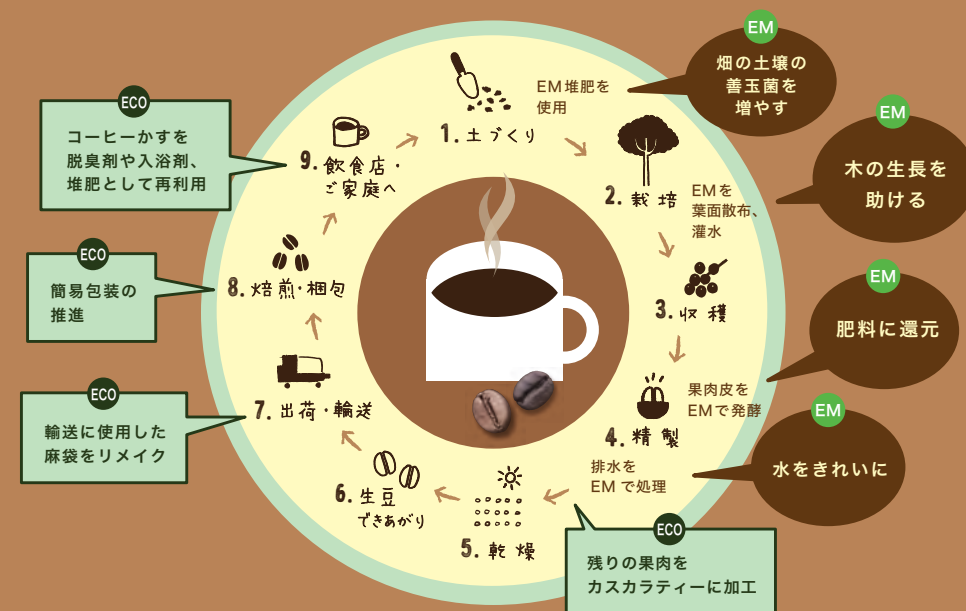 1. 土づくり
EM堆肥を
使用
EM
畑の土壌の
善玉菌を
増やす
2. 栽培
EMを
葉面散布、
灌水
EM
木の生長を
助ける
3. 収穫
4. 精製
果肉皮を
EMで発酵
EM
肥料に還元
排水を
EMで処理
EM
水をきれいに
5. 乾燥
ECO
残りの果肉を
カスカラティーに加工
6. 生豆
できあがり
7. 出荷・輸送
ECO
輸送に使用した
麻袋をリメイク
8. 焙煎・梱包
ECO
簡易包装の
推進
9. 飲食店・
ご家庭へ
ECO
コーヒーかすを
脱臭剤や入浴剤、
堆肥として再利用